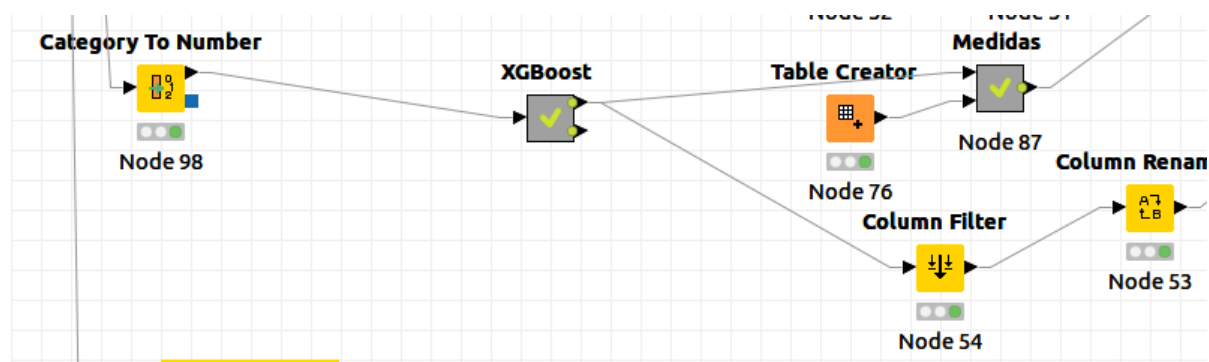 Category To Number
Node 98
XGBoost
Table Creator
Node 76
Medidas
Node 87
Column Filter
Node 54
Column Renam
Node 53